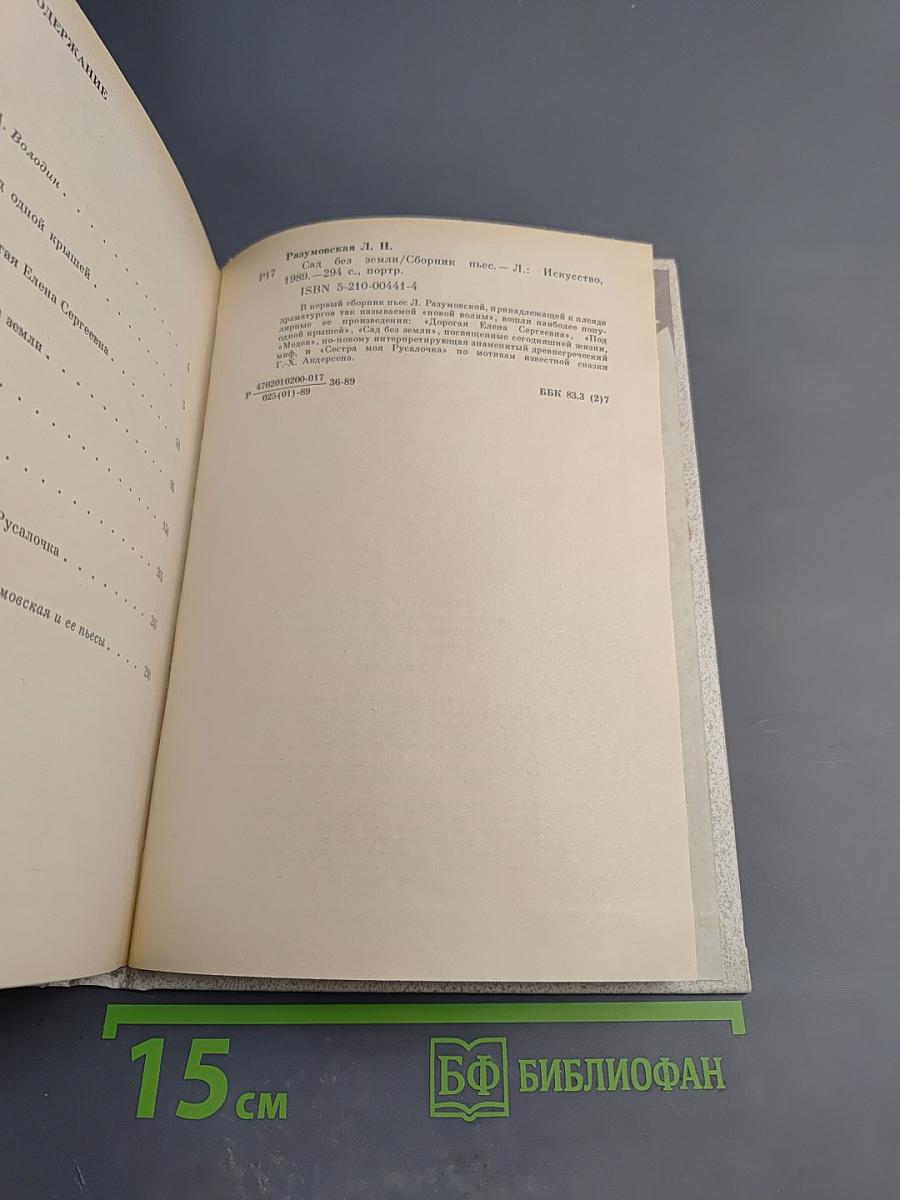 ОДЕРЖАНИЕ
А. Володин . . .
одной крышей . . .
гая Елена Сергеевна . . .
земли . . .
Русалочка . . . .
мовская и ее пьесы . . . . 290
Разумовская Л. Н.
Р17 Сад без земли/Сборник пьес.— Л.: Искусство,
1989.—294 с., портр.
ISBN 5-210-00441-4
В первый сборник пьес Л. Разумовской, принадлежащей к плеяде
драматургов так называемой «новой волны», вошли наиболее попу-
лярные ее произведения: «Дорогая Елена Сергеевна», «Под
одной крышей», «Сад без земли», посвященные сегодняшней жизни,
«Медея», по-новому интерпретирующая знаменитый древнегреческий
миф, и «Сестра моя Русалочка» по мотивам известной сказки
Г.-Х. Андерсена.
Р 4702010200-017 36-89
025(01)-89
ББК 83.3 (2)7
15 см
БФ БИБЛИОФАН